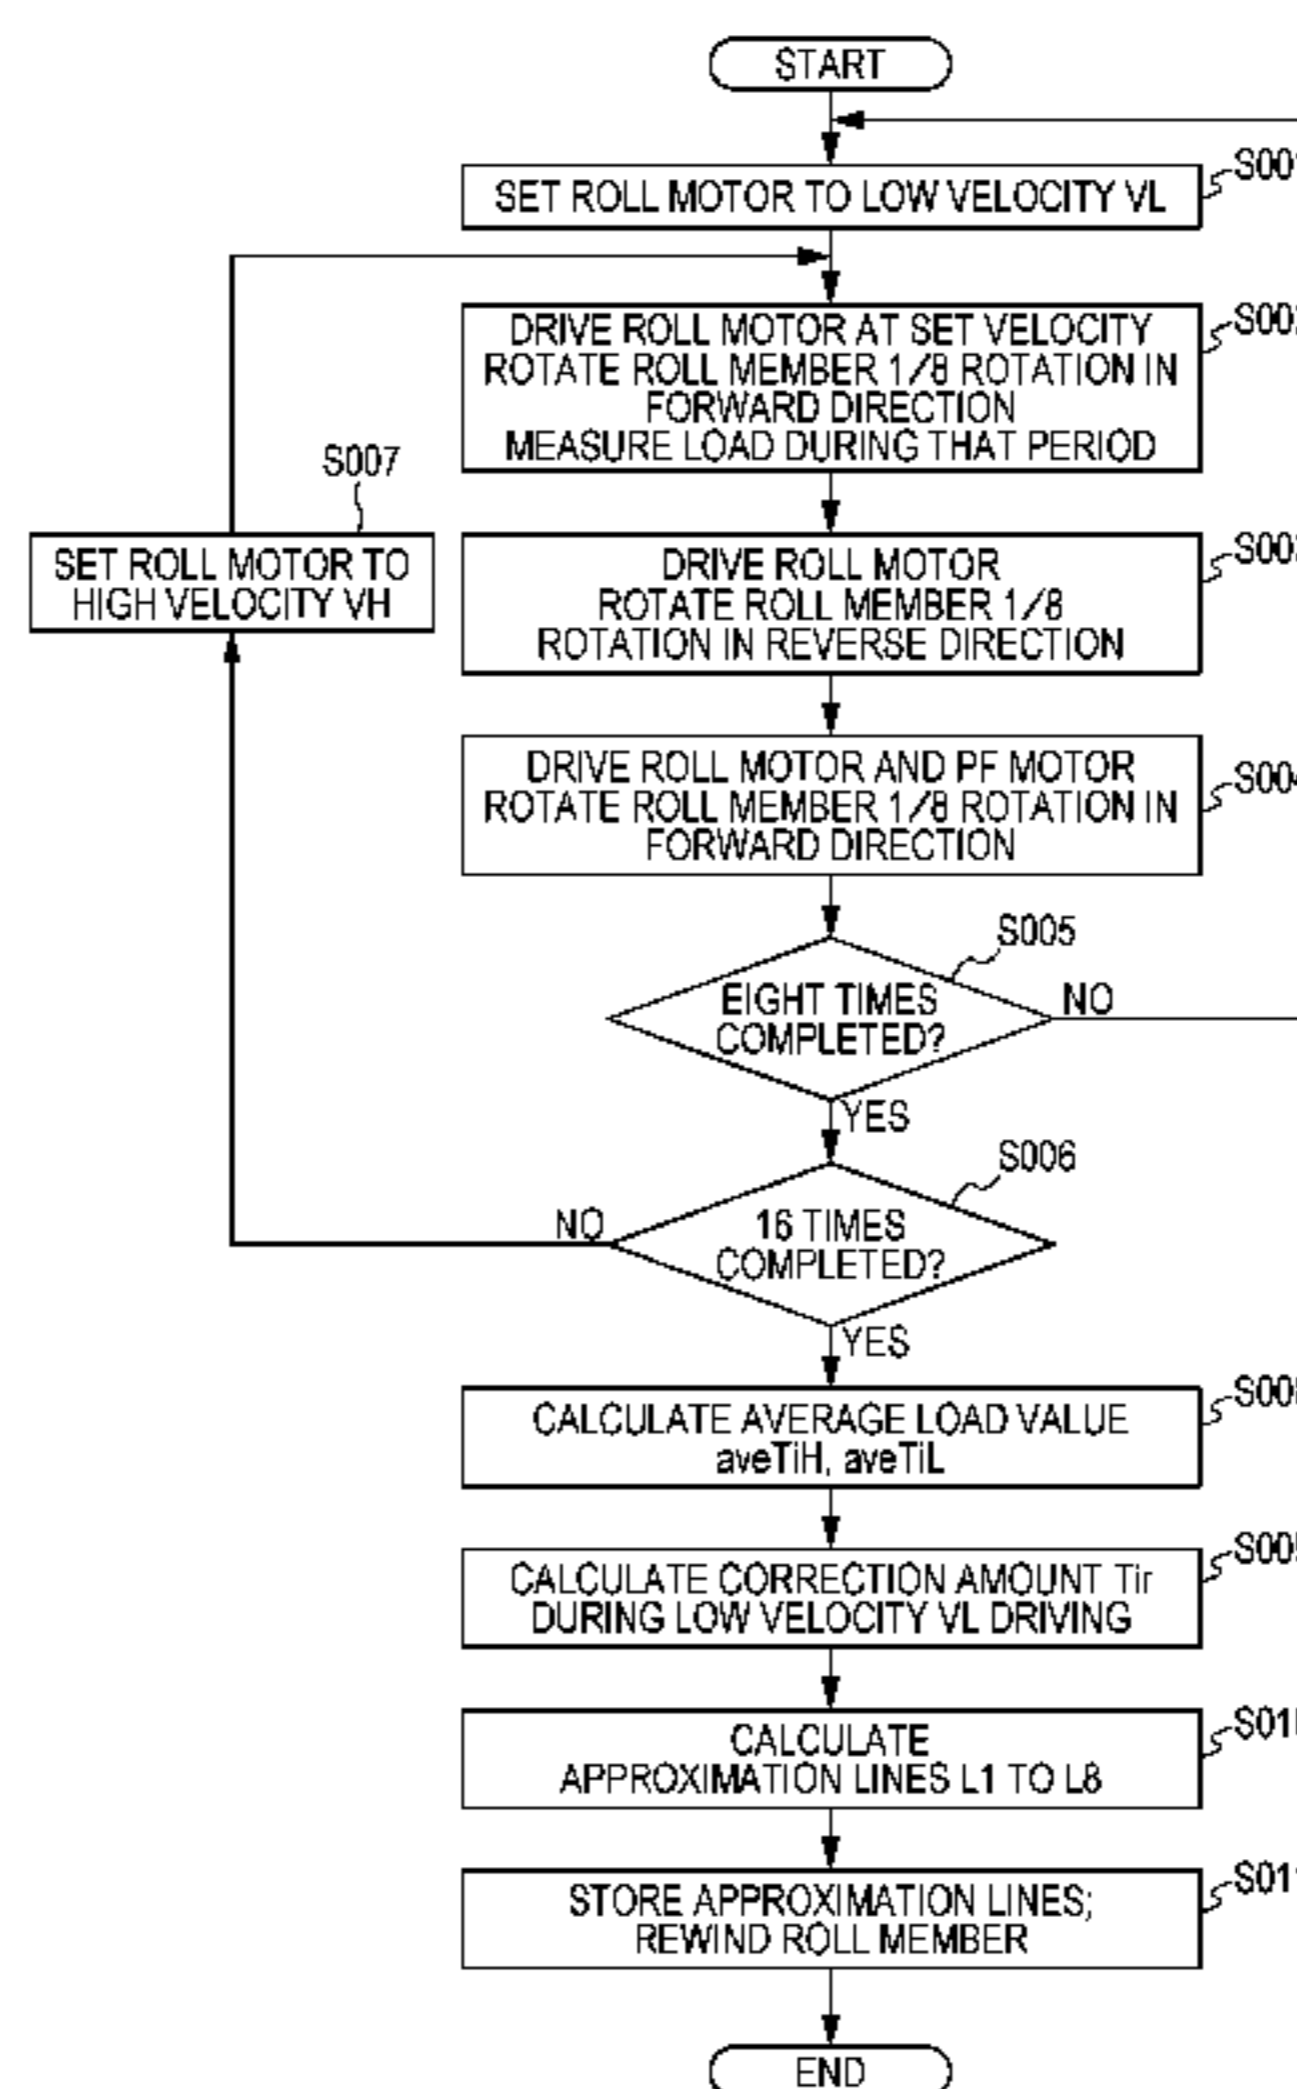 START
SET ROLL MOTOR TO LOW VELOCITY VL
DRIVE ROLL MOTOR AT SET VELOCITY
ROTATE ROLL MEMBER 1/8 ROTATION IN
FORWARD DIRECTION
MEASURE LOAD DURING THAT PERIOD
S007
SET ROLL MOTOR TO
HIGH VELOCITY VH
DRIVE ROLL MOTOR
ROTATE ROLL MEMBER 1/8
ROTATION IN REVERSE DIRECTION
DRIVE ROLL MOTOR AND PF MOTOR
ROTATE ROLL MEMBER 1/8 ROTATION IN
FORWARD DIRECTION
S004
S005
EIGHT TIMES
COMPLETED?
NO
YES
S006
16 TIMES
COMPLETED?
NO
YES
CALCULATE AVERAGE LOAD VALUE
aveTiH, aveTiL
CALCULATE CORRECTION AMOUNT Tir
DURING LOW VELOCITY VL DRIVING
CALCULATE
APPROXIMATION LINES L1 TO L8
STORE APPROXIMATION LINES;
REWIND ROLL MEMBER
END